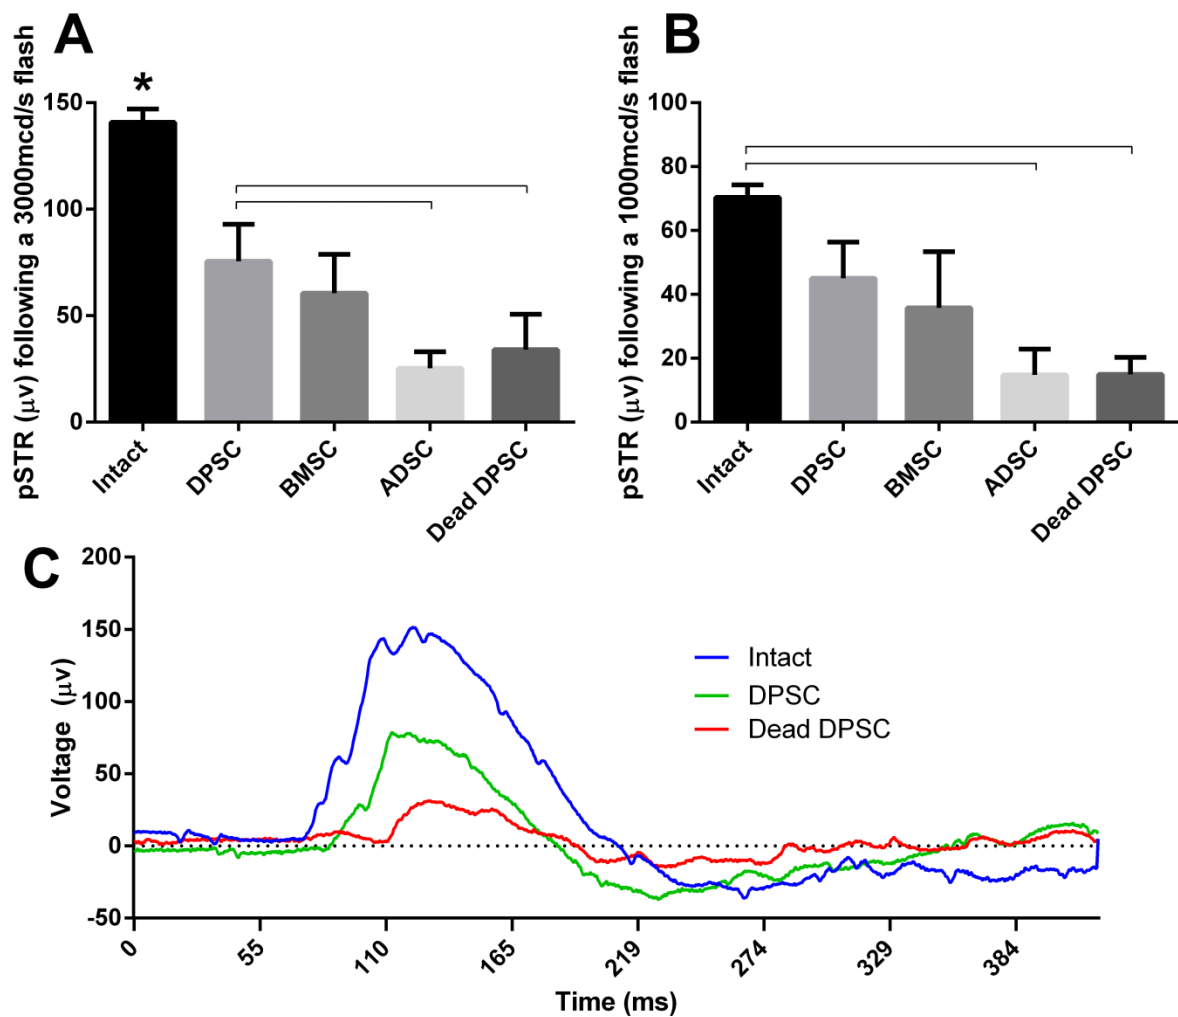 A
pSTR (μv) following a 3000mcd/s flash
*
150
100
50
0
Intact
DPSC
BMSC
ADSC
Dead DPSC
B
pSTR (μv) following a 1000mcd/s flash
100
80
60
40
20
0
Intact
DPSC
BMSC
ADSC
Dead DPSC
C
Voltage (μv)
200
150
100
50
0
-50
Intact
DPSC
Dead DPSC
0
55
110
165
219
274
329
384
Time (ms)